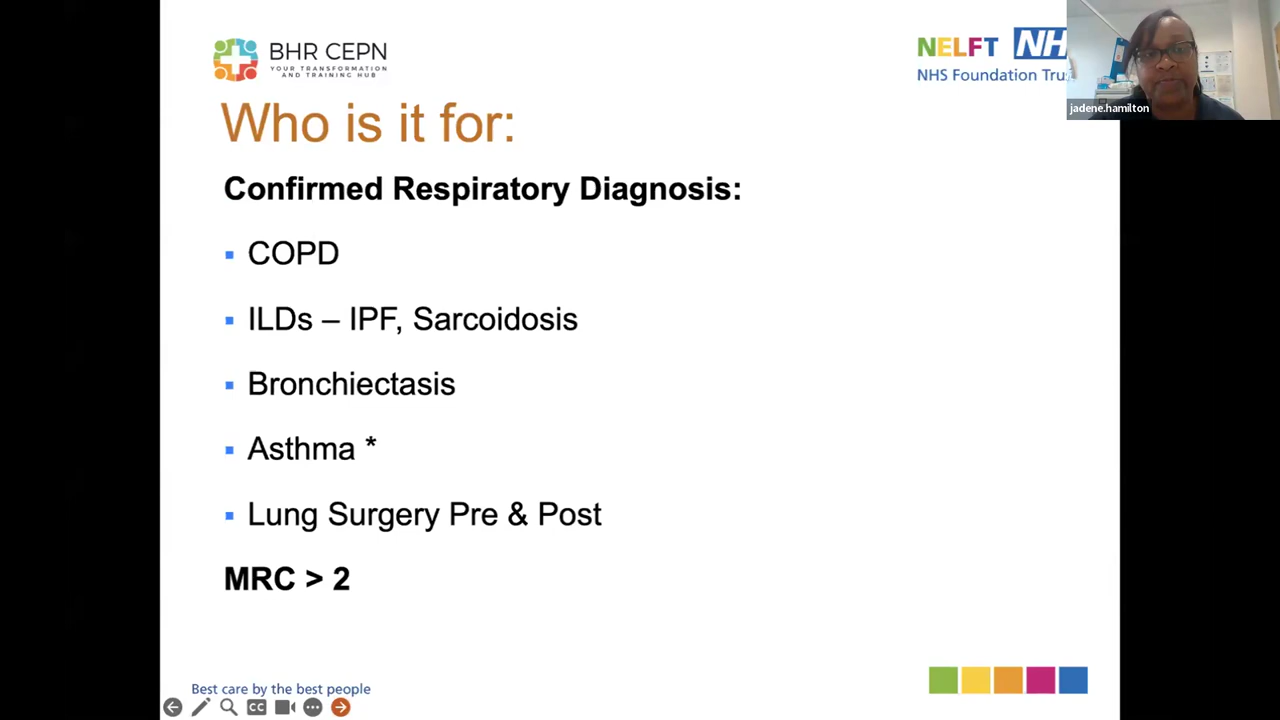 BHR CEPN
YOUR TRANSFORMATION
AND TRAINING HUB
NELFT NH
NHS Foundation Tru
jadene.hamilton
Who is it for:
Confirmed Respiratory Diagnosis:
▪ COPD
▪ ILDs – IPF, Sarcoidosis
▪ Bronchiectasis
▪ Asthma *
▪ Lung Surgery Pre & Post
MRC > 2
Best care by the best people
CC